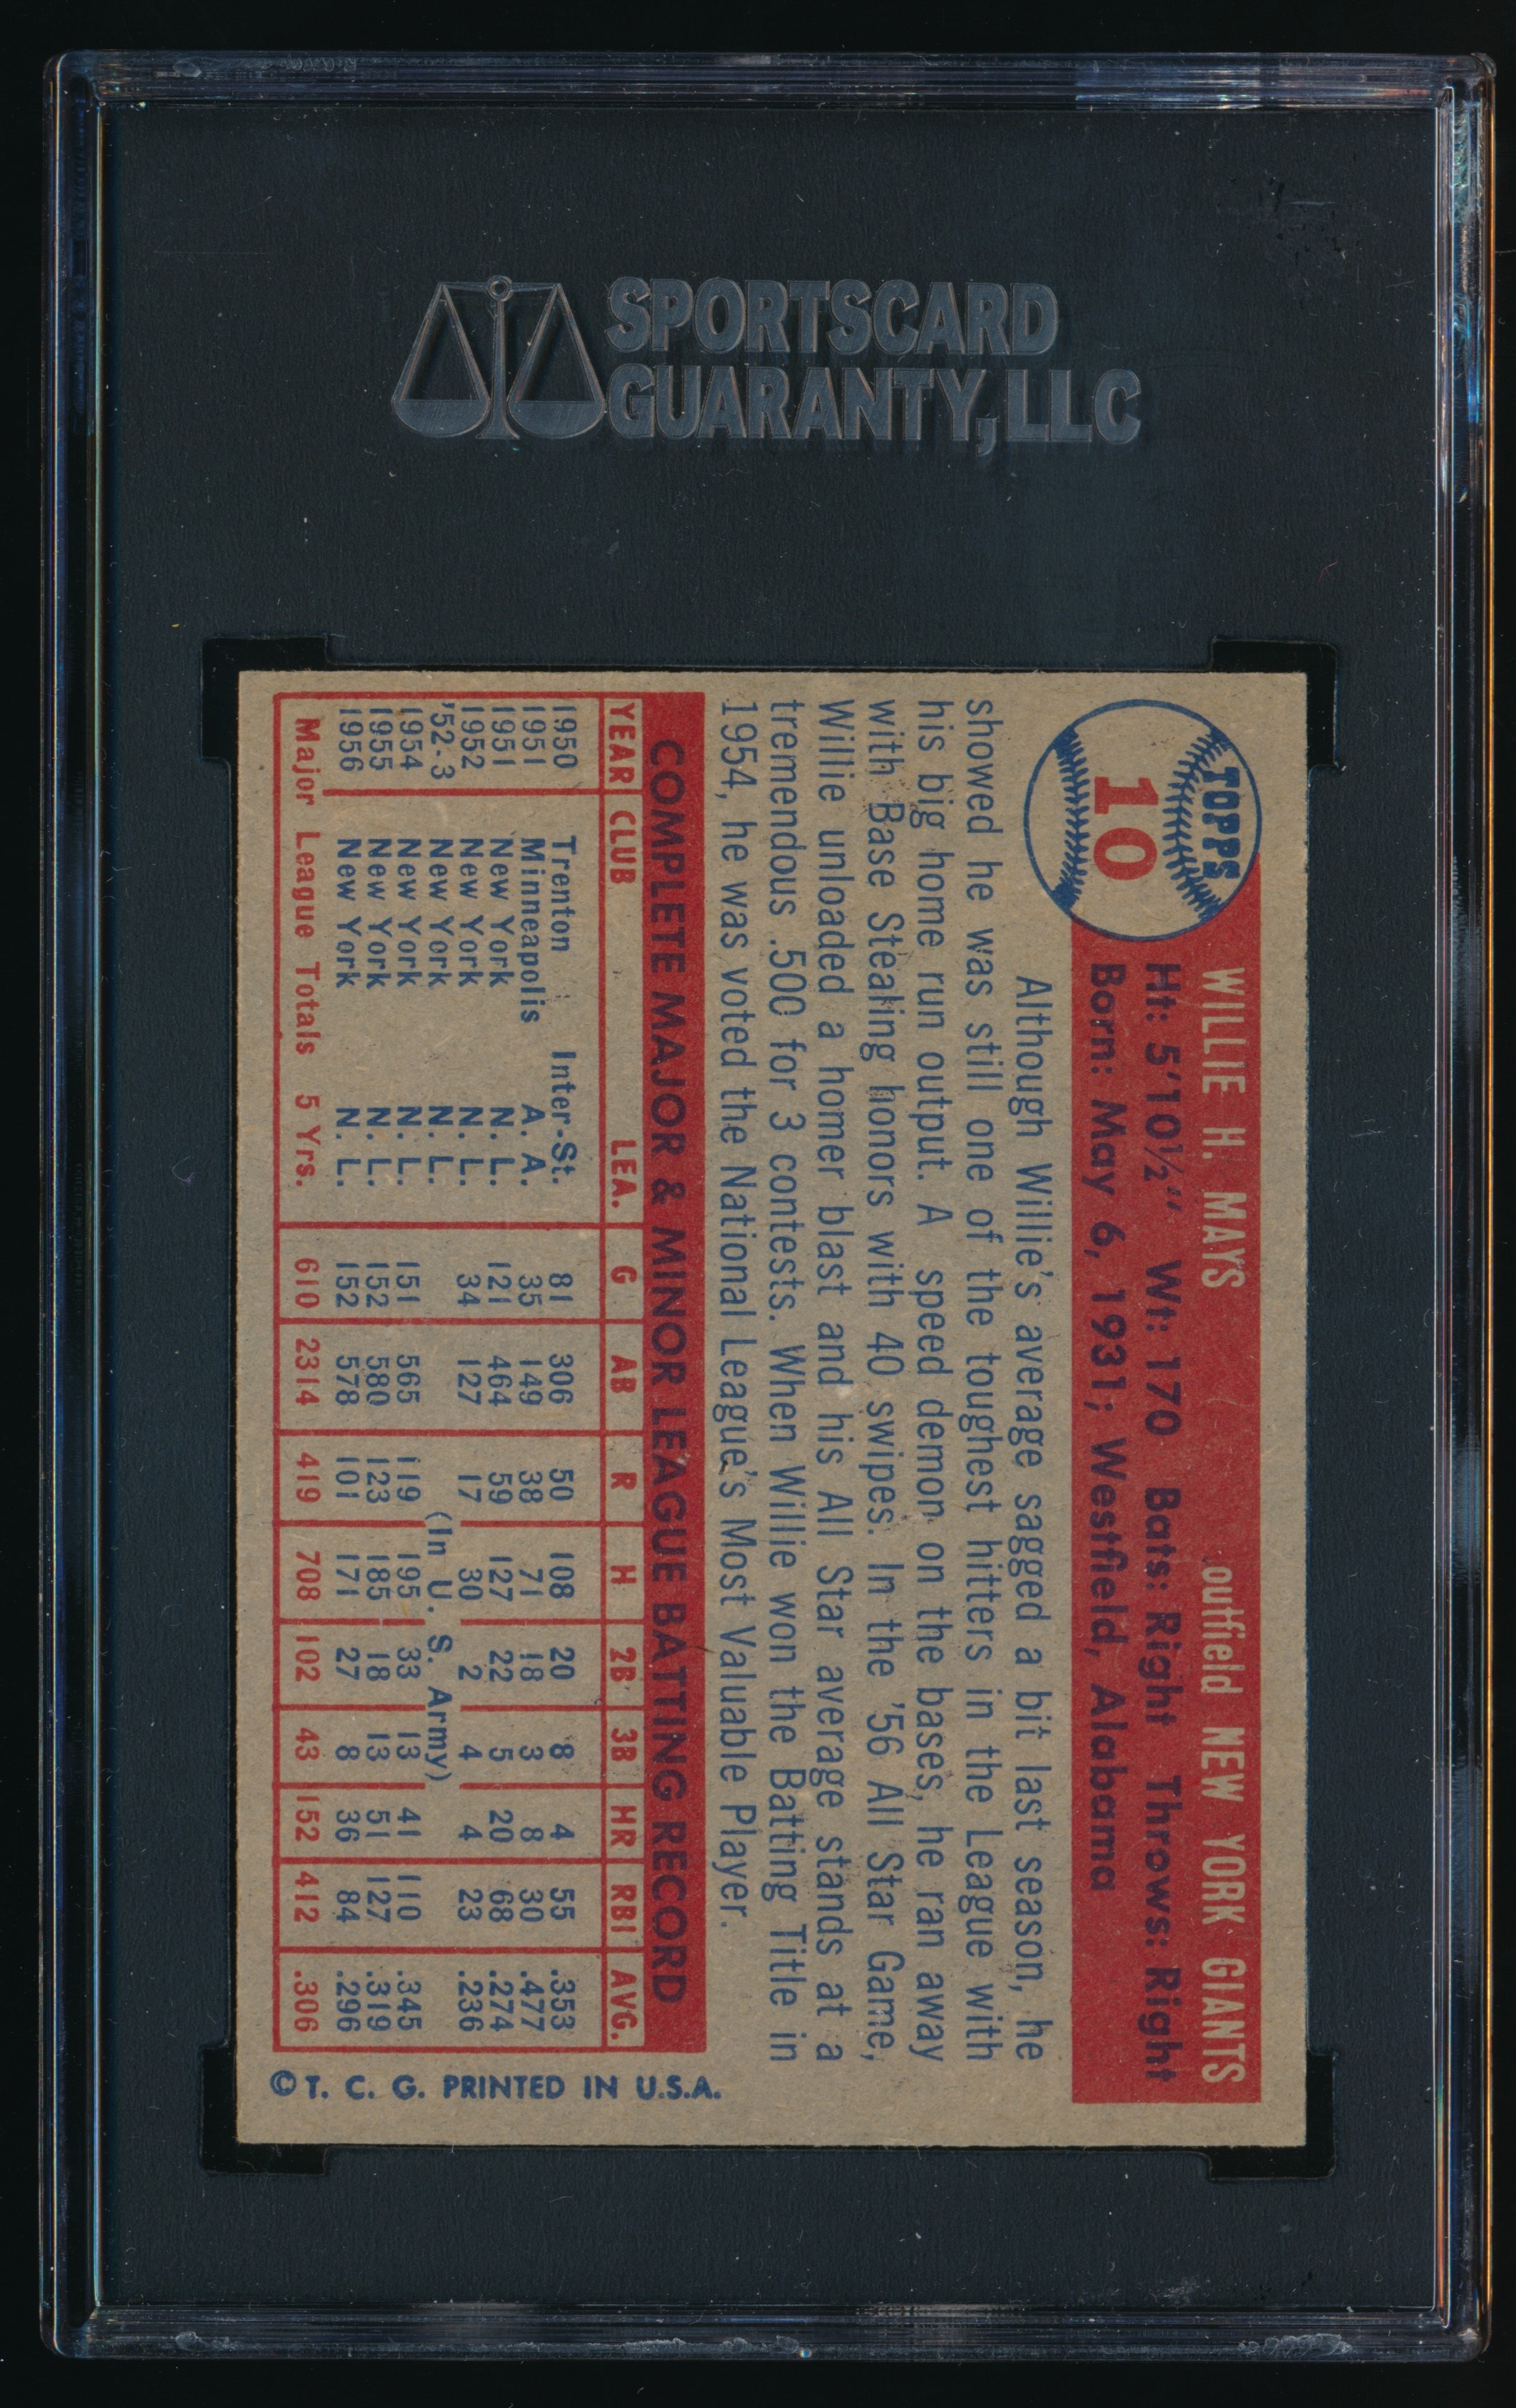 SPORTSCARD
GUARANTY, LLC
TOPPS
10
WILLIE H. MAYS outfield NEW YORK GIANTS
Ht: 5'10½" Wt: 170 Bats: Right Throws: Right
Born: May 6, 1931; Westfield, Alabama
Although Willie's average sagged a bit last season, he
showed he was still one of the toughest hitters in the League with
his big home run output. A speed demon on the bases, he ran away
with Base Stealing honors with 40 swipes. In the '56 All Star Game,
Willie unloaded a homer blast and his All Star average stands at a
tremendous .500 for 3 contests. When Willie won the Batting Title in
1954, he was voted the National League's Most Valuable Player.
COMPLETE MAJOR & MINOR LEAGUE BATTING RECORD
YEAR CLUB LEA. G AB R H 2B 3B HR RBI AVG.
1950 Trenton Inter-St. 81 306 50 108 20 8 4 55 .353
1951 Minneapolis A. A. 35 149 38 71 18 3 8 30 .477
1951 New York N. L. 121 464 59 127 22 5 20 68 .274
1952 New York N. L. 34 127 17 30 2 4 4 23 .236
'52-3 New York N. L. (In U. S. Army)
1954 New York N. L. 151 565 119 195 33 13 41 110 .345
1955 New York N. L. 152 580 123 185 18 13 51 127 .319
1956 New York N. L. 152 578 101 171 27 8 36 84 .296
Major League Totals 5 Yrs. 610 2314 419 708 102 43 152 412 .306
© T. C. G. PRINTED IN U.S.A.